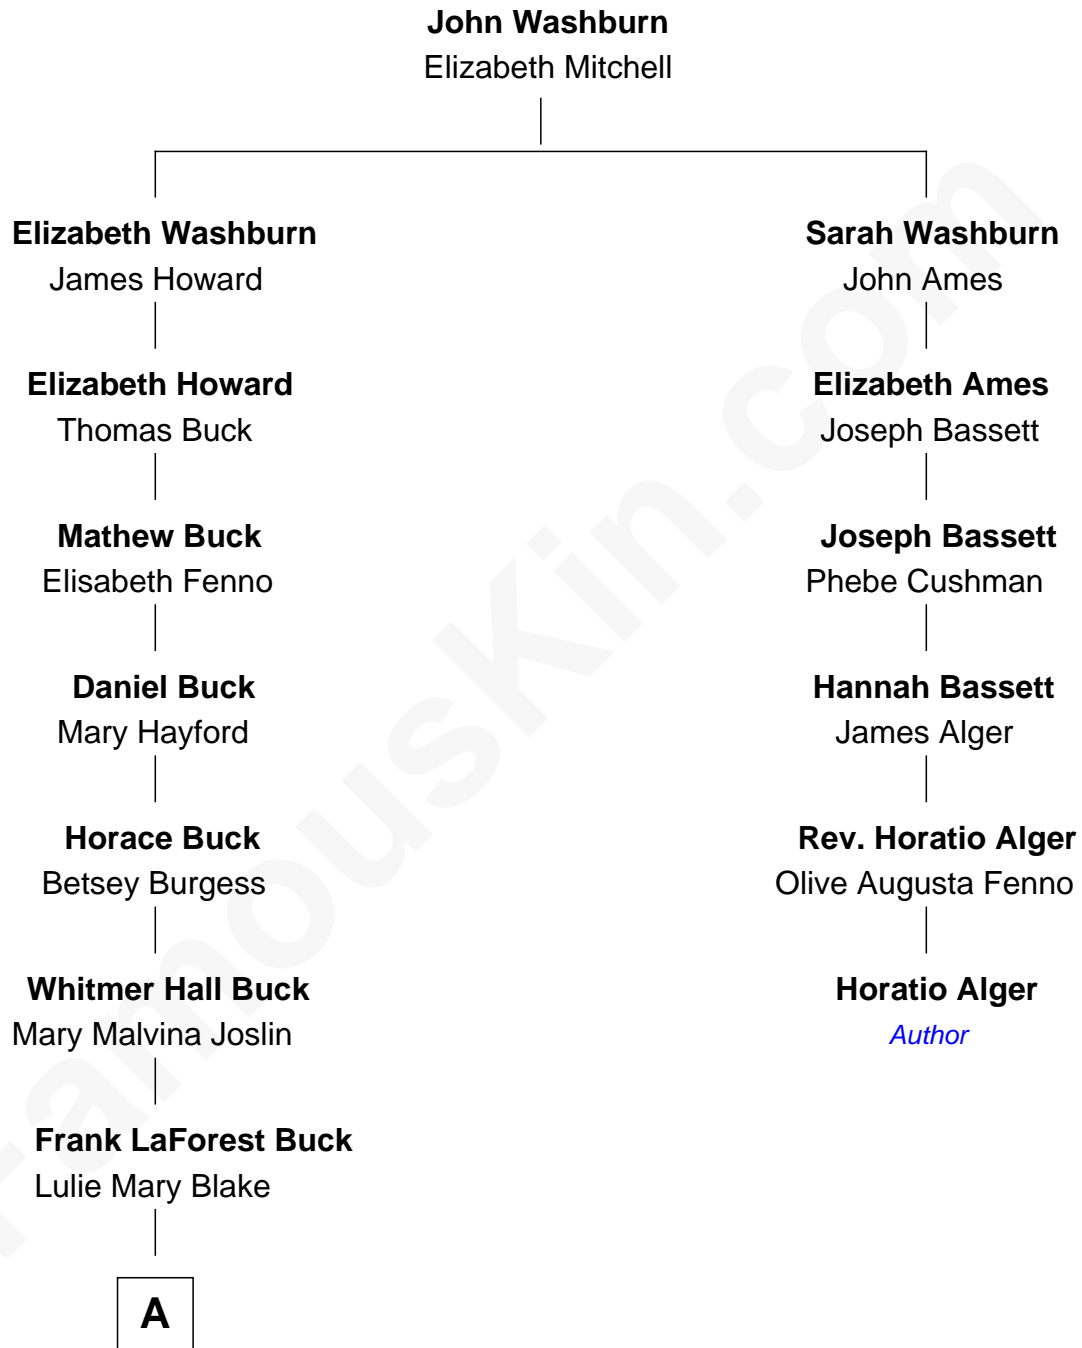 John Washburn
Elizabeth Mitchell
Elizabeth Washburn
James Howard
Sarah Washburn
John Ames
Elizabeth Howard
Thomas Buck
Elizabeth Ames
Joseph Bassett
Mathew Buck
Elisabeth Fenno
Joseph Bassett
Phebe Cushman
Daniel Buck
Mary Hayford
Hannah Bassett
James Alger
Horace Buck
Betsey Burgess
Rev. Horatio Alger
Olive Augusta Fenno
Whitmer Hall Buck
Mary Malvina Joslin
Horatio Alger
Author
Frank LaForest Buck
Lulie Mary Blake
A
FamousKin.com